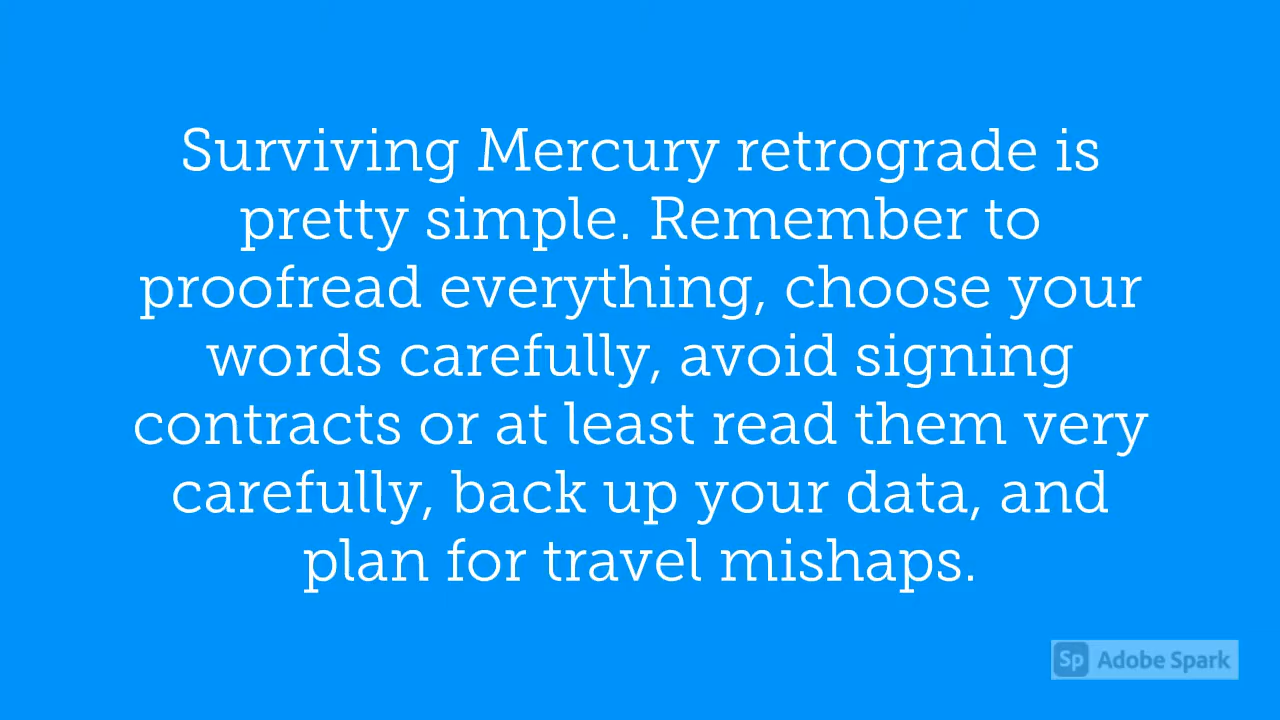 Surviving Mercury retrograde is
pretty simple. Remember to
proofread everything, choose your
words carefully, avoid signing
contracts or at least read them very
carefully, back up your data, and
plan for travel mishaps.
Sp Adobe Spark